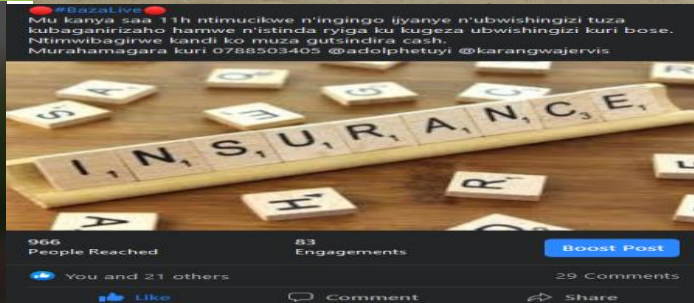 🔴#BazaLive🔴
Mu kanya saa 11h ntimucikwe n'ingingo ijyanye n'ubwishingizi tuza
kubaganirizaho hamwe n'istinda ryiga ku kugeza ubwishingizi kuri bose.
Ntimwibagirwe kandi ko muza gutsindira cash.
Murahamagara kuri 0788503405 @adolphetuyi @karangwajervis
I, N, S, U, R, A, N, C, E,
966
People Reached
83
Engagements
Boost Post
You and 21 others
29 Comments
Like
Comment
Share